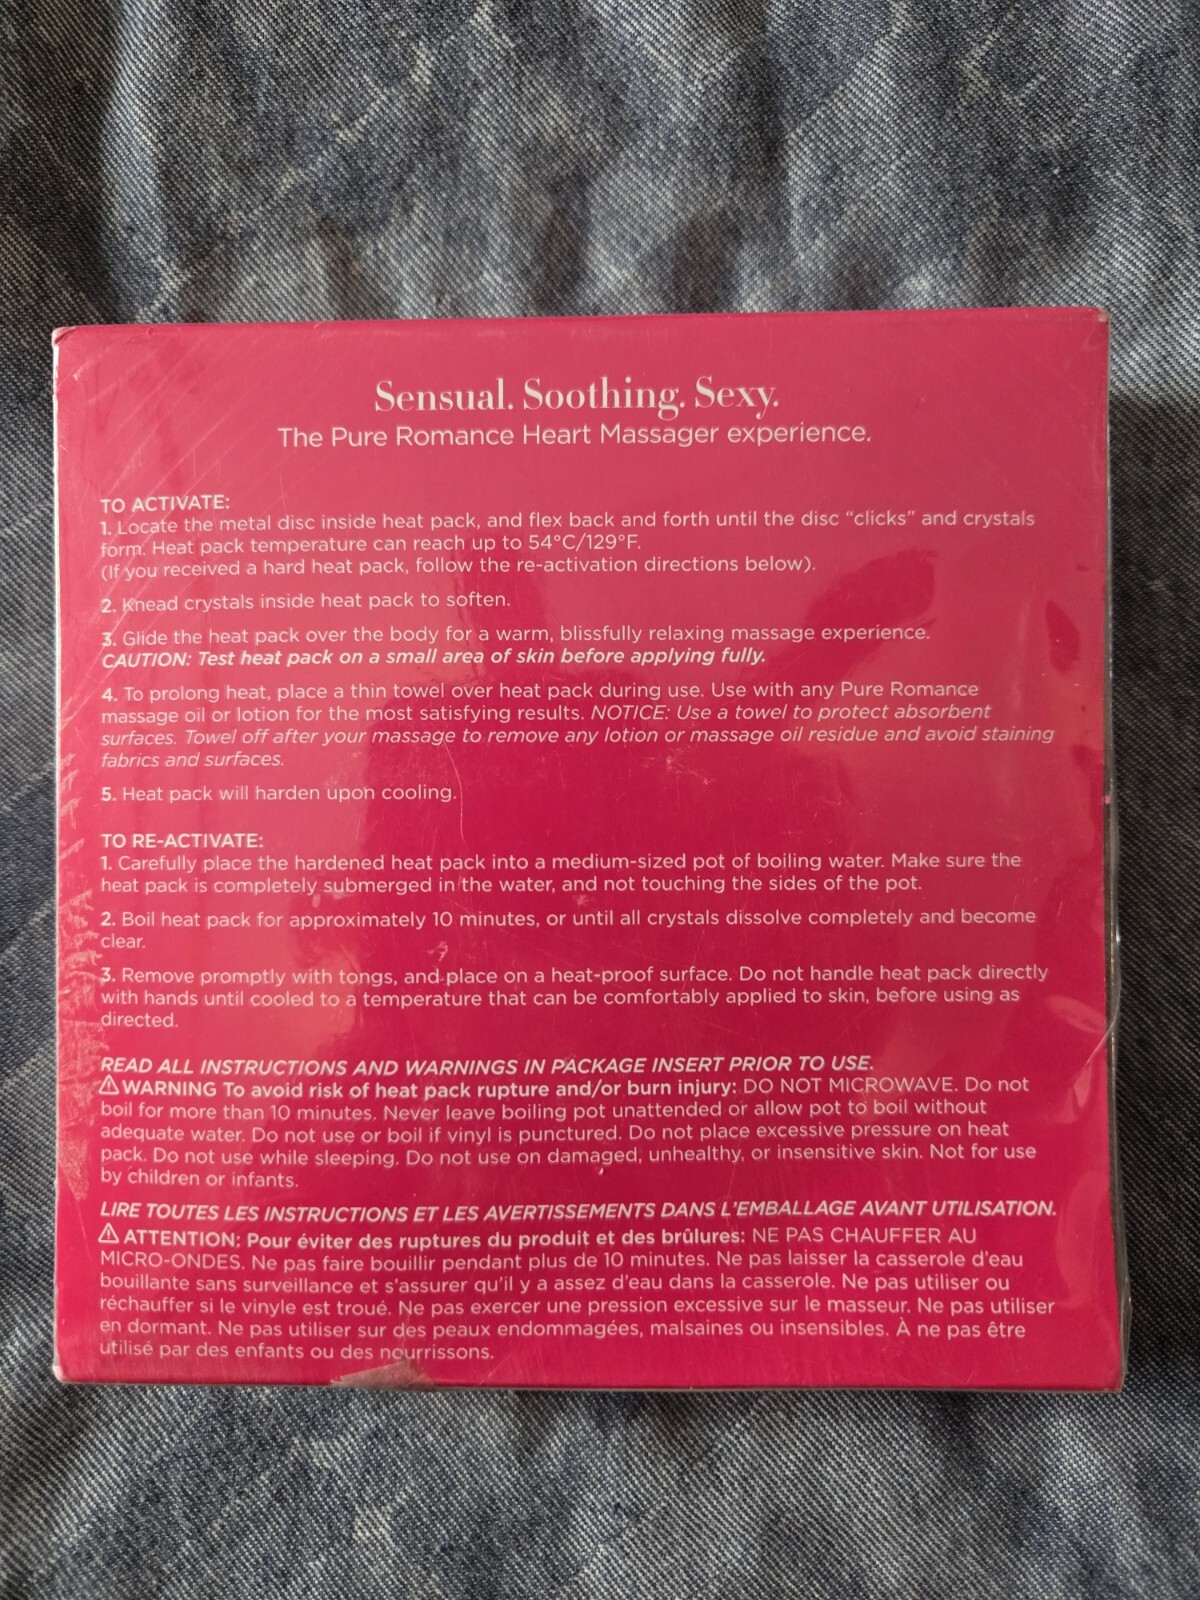 Sensual. Soothing. Sexy.
The Pure Romance Heart Massager experience.
TO ACTIVATE:
1. Locate the metal disc inside heat pack, and flex back and forth until the disc “clicks” and crystals
form. Heat pack temperature can reach up to 54°C/129°F.
(If you received a hard heat pack, follow the re-activation directions below).
2. Knead crystals inside heat pack to soften.
3. Glide the heat pack over the body for a warm, blissfully relaxing massage experience.
CAUTION: Test heat pack on a small area of skin before applying fully.
4. To prolong heat, place a thin towel over heat pack during use. Use with any Pure Romance
massage oil or lotion for the most satisfying results. NOTICE: Use a towel to protect absorbent
surfaces. Towel off after your massage to remove any lotion or massage oil residue and avoid staining
fabrics and surfaces.
5. Heat pack will harden upon cooling.
TO RE-ACTIVATE:
1. Carefully place the hardened heat pack into a medium-sized pot of boiling water. Make sure the
heat pack is completely submerged in the water, and not touching the sides of the pot.
2. Boil heat pack for approximately 10 minutes, or until all crystals dissolve completely and become
clear.
3. Remove promptly with tongs, and place on a heat-proof surface. Do not handle heat pack directly
with hands until cooled to a temperature that can be comfortably applied to skin, before using as
directed.
READ ALL INSTRUCTIONS AND WARNINGS IN PACKAGE INSERT PRIOR TO USE.
⚠WARNING To avoid risk of heat pack rupture and/or burn injury: DO NOT MICROWAVE. Do not
boil for more than 10 minutes. Never leave boiling pot unattended or allow pot to boil without
adequate water. Do not use or boil if vinyl is punctured. Do not place excessive pressure on heat
pack. Do not use while sleeping. Do not use on damaged, unhealthy, or insensitive skin. Not for use
by children or infants.
LIRE TOUTES LES INSTRUCTIONS ET LES AVERTISSEMENTS DANS L'EMBALLAGE AVANT UTILISATION.
⚠ATTENTION: Pour éviter des ruptures du produit et des brûlures: NE PAS CHAUFFER AU
MICRO-ONDES. Ne pas faire bouillir pendant plus de 10 minutes. Ne pas laisser la casserole d'eau
bouillante sans surveillance et s'assurer qu'il y a assez d'eau dans la casserole. Ne pas utiliser ou
réchauffer si le vinyle est troué. Ne pas exercer une pression excessive sur le masseur. Ne pas utiliser
en dormant. Ne pas utiliser sur des peaux endommagées, malsaines ou insensibles. À ne pas être
utilisé par des enfants ou des nourrissons.